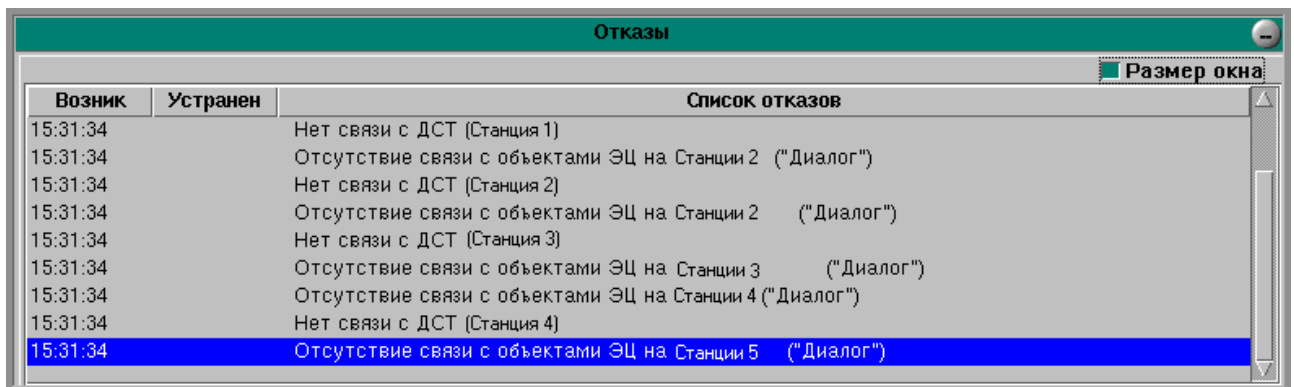 Отказы
Размер окна
Возник Устранен Список отказов
15:31:34 Нет связи с ДСТ (Станция 1)
15:31:34 Отсутствие связи с объектами ЭЦ на Станции 2 ("Диалог")
15:31:34 Нет связи с ДСТ (Станция 2)
15:31:34 Отсутствие связи с объектами ЭЦ на Станции 2 ("Диалог")
15:31:34 Нет связи с ДСТ (Станция 3)
15:31:34 Отсутствие связи с объектами ЭЦ на Станции 3 ("Диалог")
15:31:34 Отсутствие связи с объектами ЭЦ на Станции 4 ("Диалог")
15:31:34 Нет связи с ДСТ (Станция 4)
15:31:34 Отсутствие связи с объектами ЭЦ на Станции 5 ("Диалог")